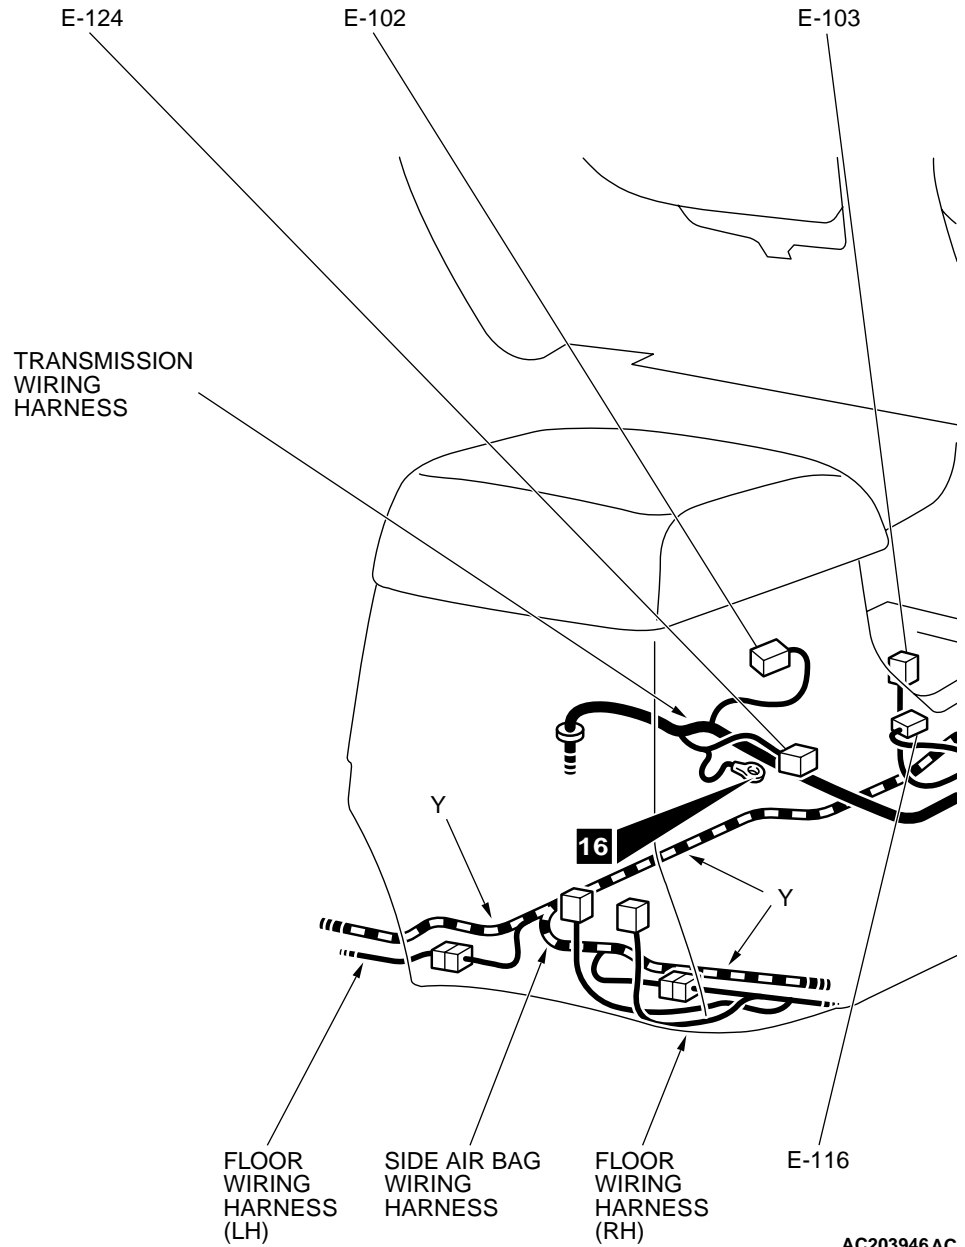 E-124
E-102
E-103
TRANSMISSION
WIRING
HARNESS
Y
16
Y
FLOOR
WIRING
HARNESS
(LH)
SIDE AIR BAG
WIRING
HARNESS
FLOOR
WIRING
HARNESS
(RH)
E-116
AC203946AC